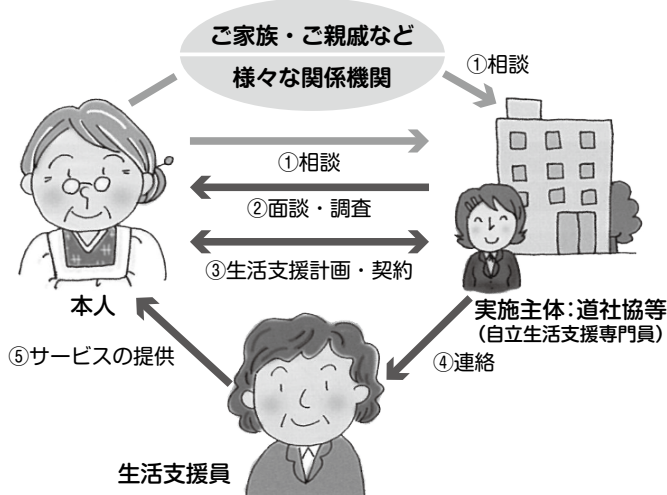 ご家族・ご親戚など
様々な関係機関
①相談
①相談
②面談・調査
③生活支援計画・契約
本人
実施主体:道社協等
(自立生活支援専門員)
⑤サービスの提供
④連絡
生活支援員